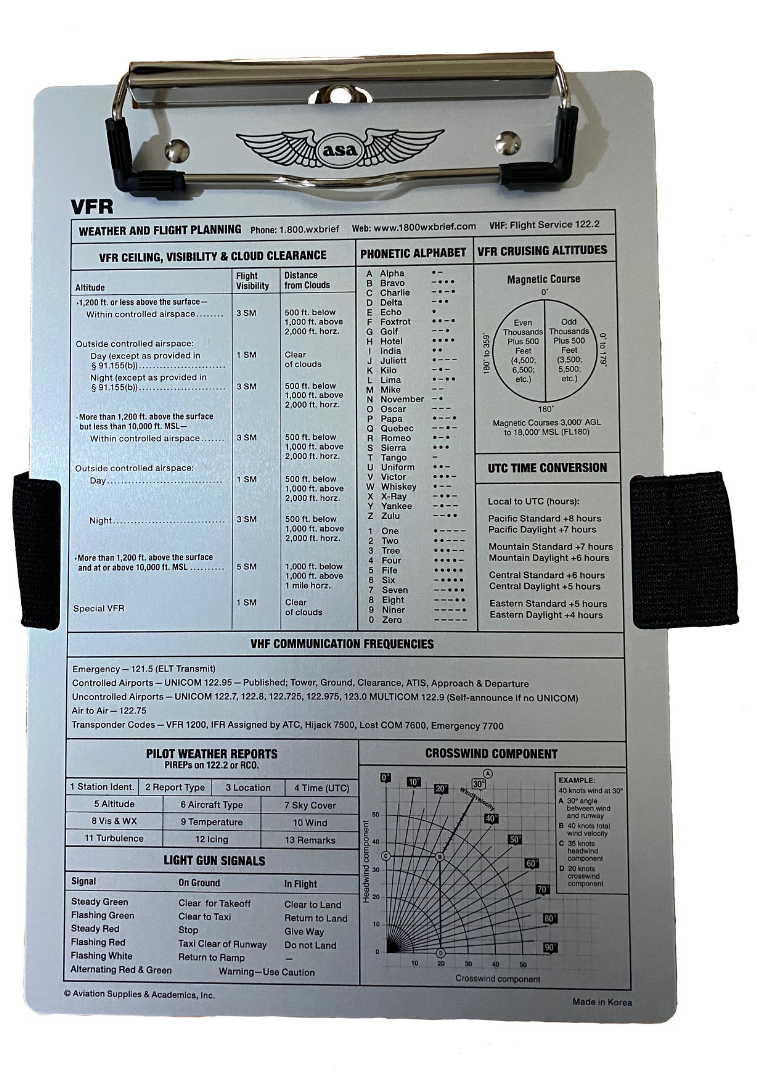 asa
VFR
WEATHER AND FLIGHT PLANNING Phone: 1.800.wxbrief Web: www.1800wxbrief.com VHF: Flight Service 122.2
VFR CEILING, VISIBILITY & CLOUD CLEARANCE
Altitude
Flight
Visibility
Distance
from Clouds
•1,200 ft. or less above the surface—
Within controlled airspace........ 3 SM 500 ft. below
1,000 ft. above
2,000 ft. horz.
Outside controlled airspace:
Day (except as provided in 1 SM Clear
§ 91.155(b))........................... of clouds
Night (except as provided in
§ 91.155(b))........................... 3 SM 500 ft. below
1,000 ft. above
2,000 ft. horz.
•More than 1,200 ft. above the surface
but less than 10,000 ft. MSL—
Within controlled airspace....... 3 SM 500 ft. below
1,000 ft. above
2,000 ft. horz.
Outside controlled airspace:
Day....................................... 1 SM 500 ft. below
1,000 ft. above
2,000 ft. horz.
Night..................................... 3 SM 500 ft. below
1,000 ft. above
2,000 ft. horz.
•More than 1,200 ft. above the surface
and at or above 10,000 ft. MSL .......... 5 SM 1,000 ft. below
1,000 ft. above
1 mile horz.
Special VFR 1 SM Clear
of clouds
PHONETIC ALPHABET
A Alpha •–
B Bravo –•••
C Charlie –•–•
D Delta –••
E Echo •
F Foxtrot ••–•
G Golf ––•
H Hotel ••••
I India ••
J Juliett •–––
K Kilo –•–
L Lima •–••
M Mike ––
N November –•
O Oscar –––
P Papa •––•
Q Quebec ––•–
R Romeo •–•
S Sierra •••
T Tango –
U Uniform ••–
V Victor •••–
W Whiskey •––
X X-Ray –••–
Y Yankee –•––
Z Zulu ––••
1 One •––––
2 Two ••–––
3 Tree •••––
4 Four ••••–
5 Fife •••••
6 Six –••••
7 Seven ––•••
8 Eight –––••
9 Niner ––––•
0 Zero –––––
VFR CRUISING ALTITUDES
Magnetic Course
0°
180° to 359°
Even
Thousands
Plus 500
Feet
(4,500;
6,500;
etc.)
Odd
Thousands
Plus 500
Feet
(3,500;
5,500;
etc.)
0° to 179°
180°
Magnetic Courses 3,000' AGL
to 18,000' MSL (FL180)
UTC TIME CONVERSION
Local to UTC (hours):
Pacific Standard +8 hours
Pacific Daylight +7 hours
Mountain Standard +7 hours
Mountain Daylight +6 hours
Central Standard +6 hours
Central Daylight +5 hours
Eastern Standard +5 hours
Eastern Daylight +4 hours
VHF COMMUNICATION FREQUENCIES
Emergency — 121.5 (ELT Transmit)
Controlled Airports — UNICOM 122.95 — Published; Tower, Ground, Clearance, ATIS, Approach & Departure
Uncontrolled Airports — UNICOM 122.7, 122.8, 122.725, 122.975, 123.0 MULTICOM 122.9 (Self-announce if no UNICOM)
Air to Air — 122.75
Transponder Codes — VFR 1200, IFR Assigned by ATC, Hijack 7500, Lost COM 7600, Emergency 7700
PILOT WEATHER REPORTS
PIREPs on 122.2 or RCO.
1 Station Ident. 2 Report Type 3 Location 4 Time (UTC)
5 Altitude 6 Aircraft Type 7 Sky Cover
8 Vis & WX 9 Temperature 10 Wind
11 Turbulence 12 Icing 13 Remarks
LIGHT GUN SIGNALS
Signal On Ground In Flight
Steady Green Clear for Takeoff Clear to Land
Flashing Green Clear to Taxi Return to Land
Steady Red Stop Give Way
Flashing Red Taxi Clear of Runway Do not Land
Flashing White Return to Ramp —
Alternating Red & Green Warning—Use Caution
CROSSWIND COMPONENT
A
0° 10° 20° 30°
Wind velocity
40°
50°
60°
70°
80°
90°
Headwind component
50
40
30
20
10
0
C
B
D
10 20 30 40 50
Crosswind component
EXAMPLE:
40 knots wind at 30°
A 30° angle
between wind
and runway
B 40 knots total
wind velocity
C 35 knots
headwind
component
D 20 knots
crosswind
component
© Aviation Supplies & Academics, Inc.
Made in Korea